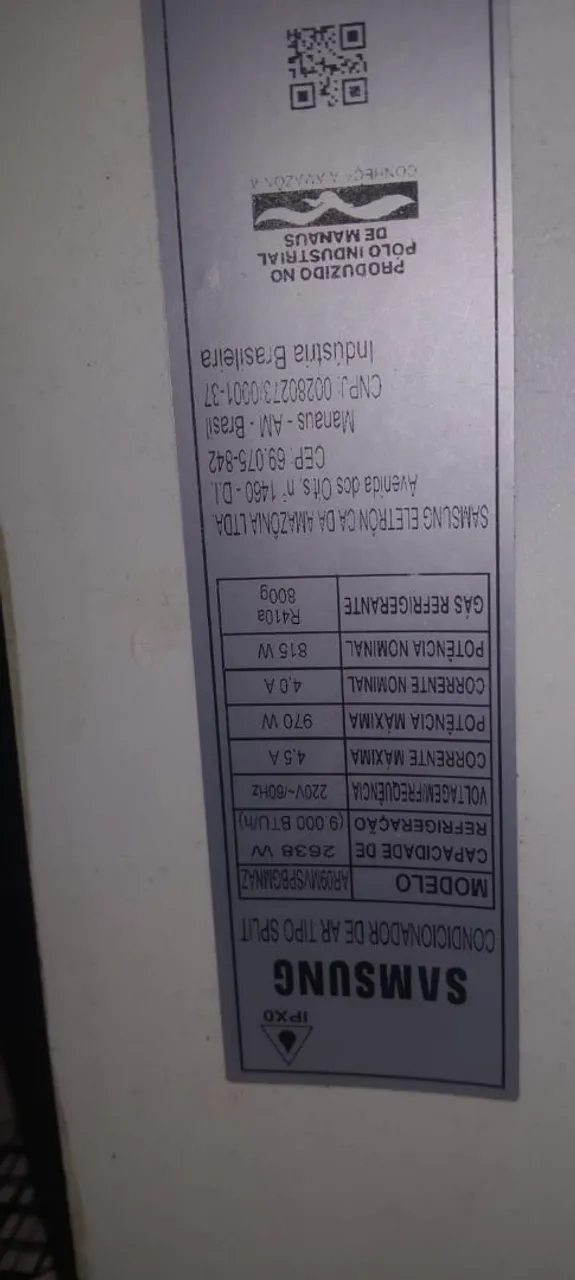 IPX0
SAMSUNG
CONDICIONADOR DE AR TIPO SPLIT
MODELO AR09MVSPBGMNAZ
CAPACIDADE DE REFRIGERAÇÃO 2638 W (9.000 BTU/h)
VOLTAGEM/FREQUÊNCIA 220V~/60Hz
CORRENTE MÁXIMA 4,5 A
POTÊNCIA MÁXIMA 970 W
CORRENTE NOMINAL 4,0 A
POTÊNCIA NOMINAL 815 W
GÁS REFRIGERANTE R410a 800g
SAMSUNG ELETRÔNICA DA AMAZÔNIA LTDA.
Avenida dos Oitis, n° 1460 - D.I.
CEP: 69.075-842
Manaus - AM - Brasil
CNPJ: 00280273/0001-37
Indústria Brasileira
PRODUZIDO NO
PÓLO INDUSTRIAL
DE MANAUS
CONHEÇA A AMAZÔNIA